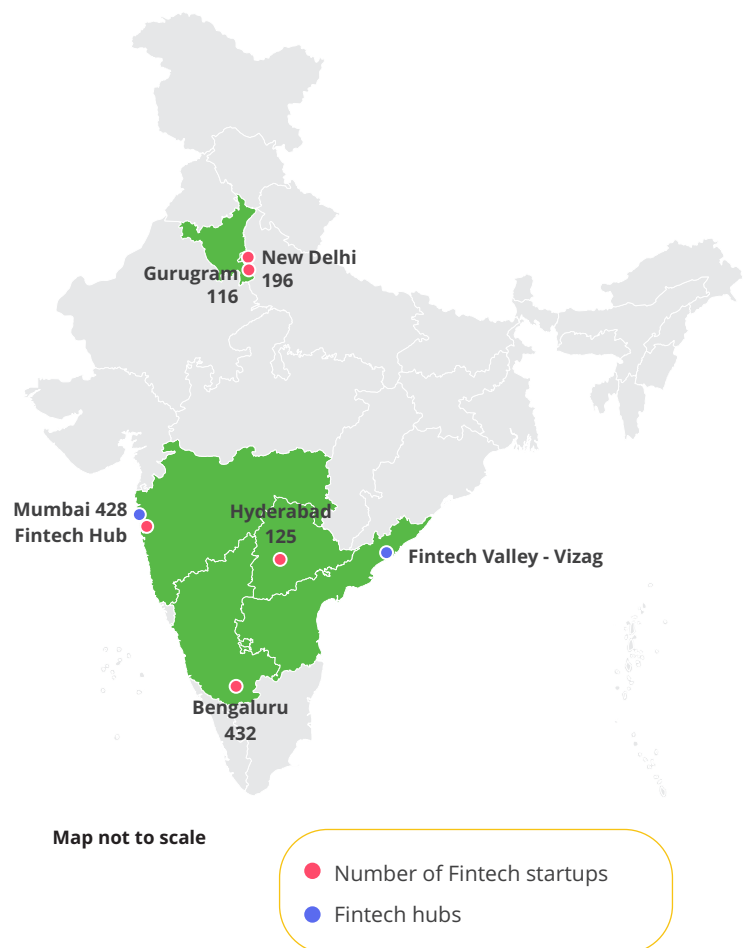 New Delhi
196
Gurugram
116
Mumbai 428
Fintech Hub
Hyderabad
125
Fintech Valley - Vizag
Bengaluru
432
Map not to scale
Number of Fintech startups
Fintech hubs